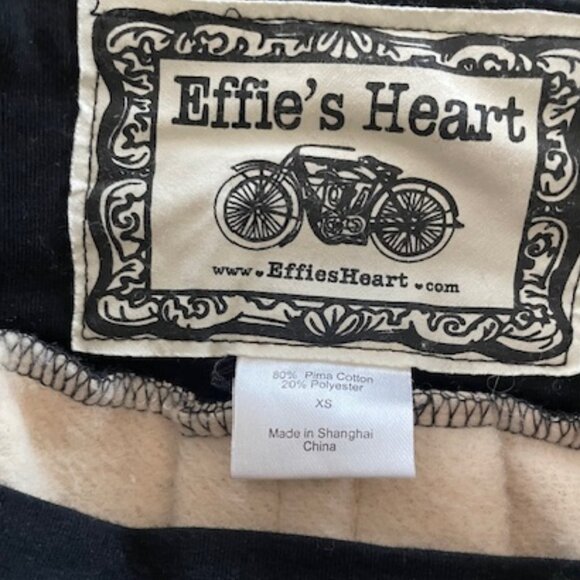 Effie's Heart
www.♥EffiesHeart♥.com
80% Pima Cotton
20% Polyester
XS
Made in Shanghai
China